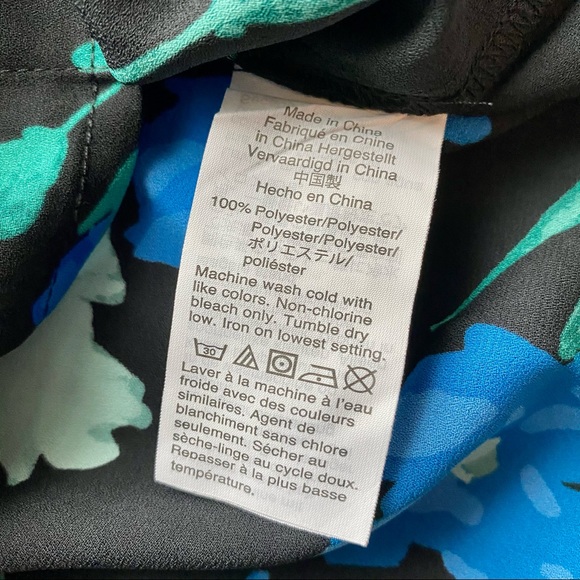 Made in China
Fabriqué en Chine
in China Hergestellt
Vervaardigd in China
中国製
Hecho en China
100% Polyester/Polyester/
Polyester/Polyester/
Polyester/Polyester/
ポリエステル/
poliéster
Machine wash cold with
like colors. Non-chlorine
bleach only. Tumble dry
low. Iron on lowest setting.
30
Laver à la machine à l'eau
froide avec des couleurs
similaires. Agent de
blanchiment sans chlore
seulement. Sécher au
sèche-linge au cycle doux.
Repasser à la plus basse
température.